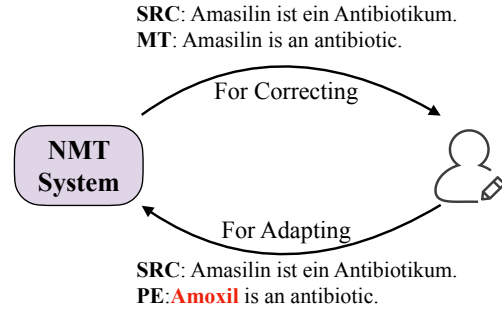 SRC: Amasilin ist ein Antibiotikum.
MT: Amasilin is an antibiotic.
For Correcting
NMT
System
For Adapting
SRC: Amasilin ist ein Antibiotikum.
PE:Amoxil is an antibiotic.